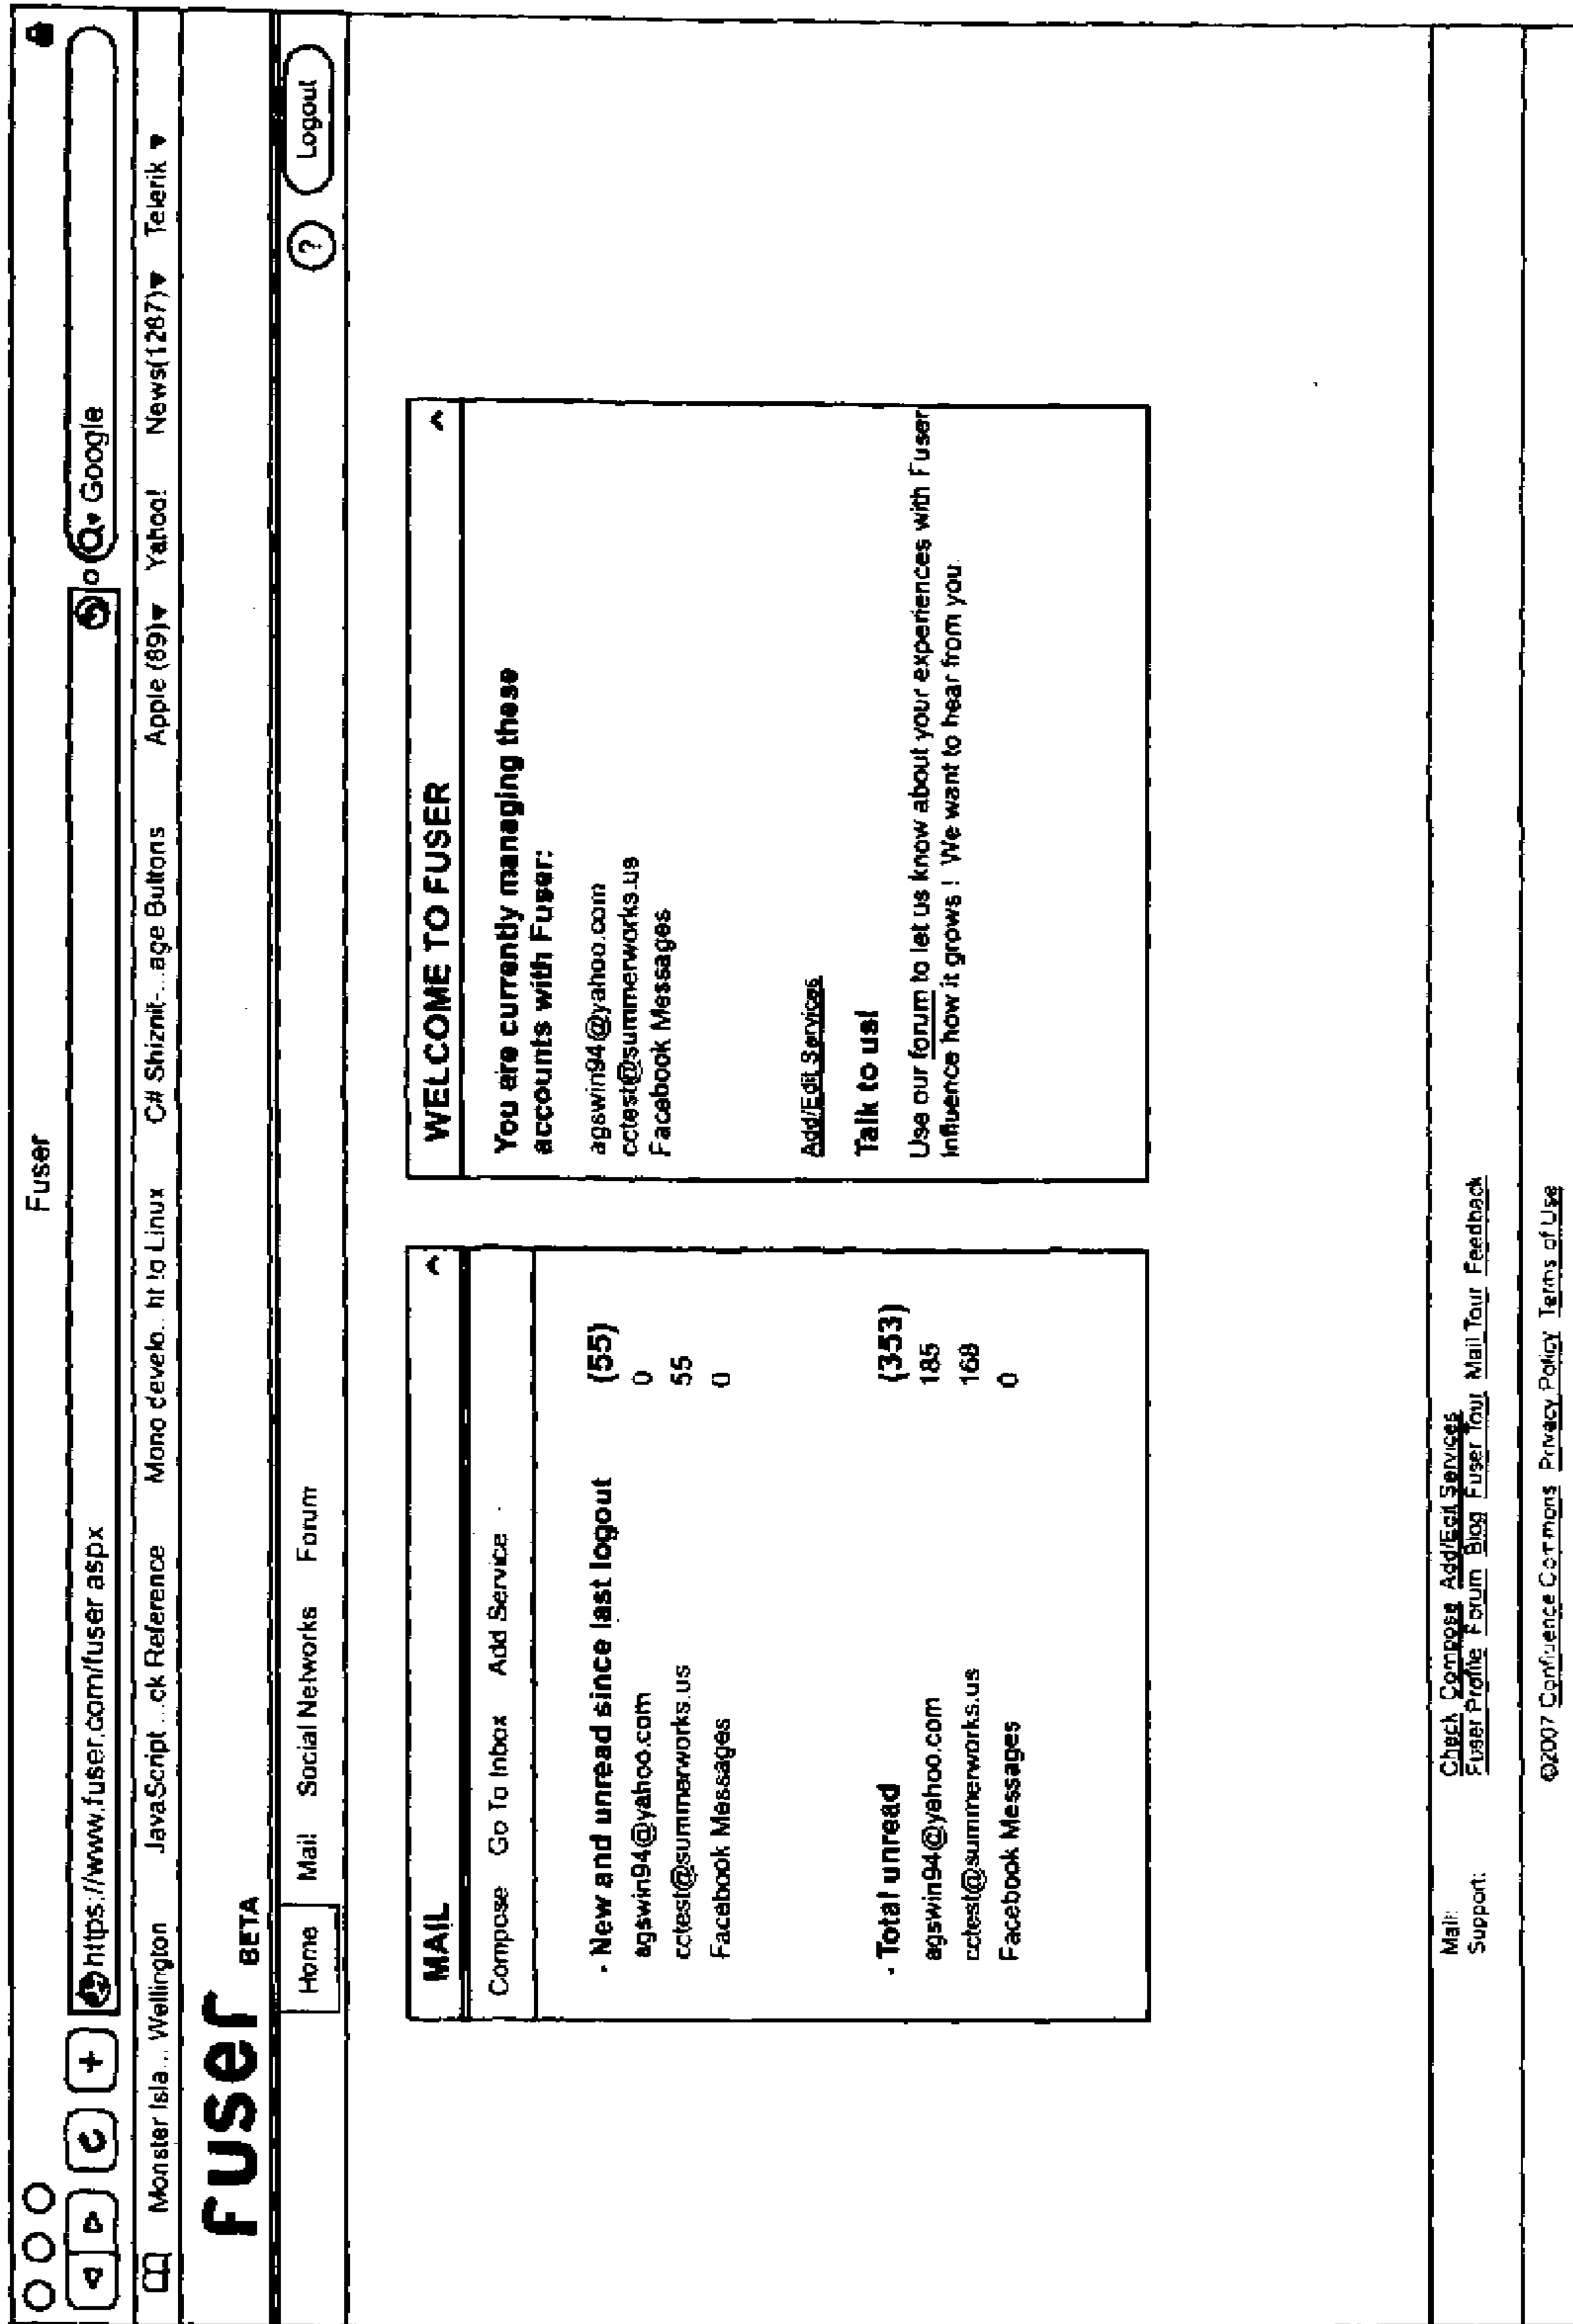 Fuser
https://www.fuser.com/fuser.aspx Google
Monster Isla... Wellington JavaScript ...ck Reference Mono develo.. ht to Linux C# Shiznit-...age Buttons Apple (89)▾ Yahoo! News(1287)▾ Telerik ▾
Fuser BETA
Home Mail Social Networks Forum ? Logout
MAIL
Compose Go To Inbox Add Service
- New and unread since last logout (55)
agswin94@yahoo.com 0
cctest@summerworks.us 55
Facebook Messages 0
- Total unread (353)
agswin94@yahoo.com 185
cctest@summerworks.us 168
Facebook Messages 0
WELCOME TO FUSER
You are currently managing these
accounts with Fuser:
agswin94@yahoo.com
cctest@summerworks.us
Facebook Messages
Add/Edit Services
Talk to us!
Use our forum to let us know about your experiences with Fuser
Influence how it grows ! We want to hear from you.
Mail: Check Compose Add/Edit Services
Support: Fuser Profile Forum Blog Fuser Tour Mail Tour Feedback
©2007 Confluence Commons Privacy Policy Terms of Use